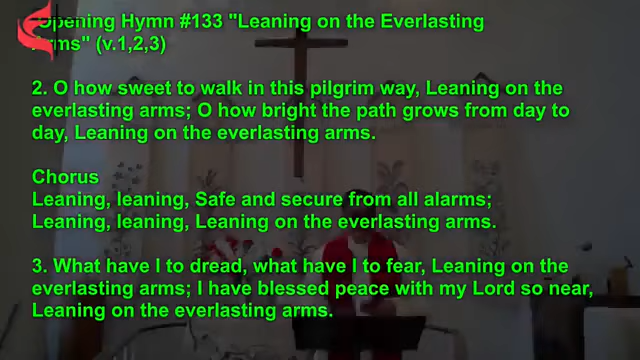 Opening Hymn #133 "Leaning on the Everlasting
Arms" (v.1,2,3)
2. O how sweet to walk in this pilgrim way, Leaning on the
everlasting arms; O how bright the path grows from day to
day, Leaning on the everlasting arms.
Chorus
Leaning, leaning, Safe and secure from all alarms;
Leaning, leaning, Leaning on the everlasting arms.
3. What have I to dread, what have I to fear, Leaning on the
everlasting arms; I have blessed peace with my Lord so near,
Leaning on the everlasting arms.